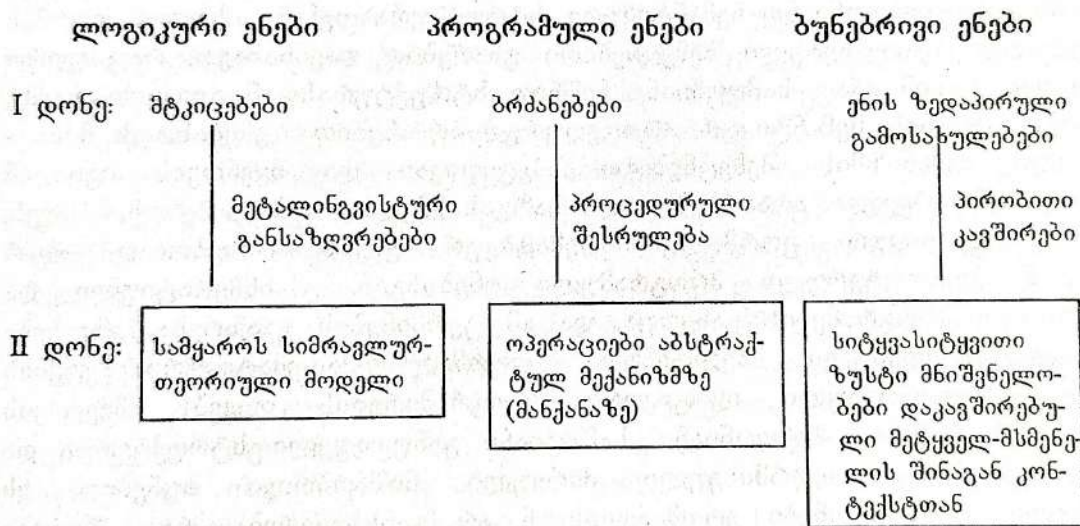 ლოგიკური ენები პროგრამული ენები ბუნებრივი ენები
I დონე: მტკიცებები ბრძანებები ენის ზედაპირული
გამოსახულებები
მეტალინგვისტური პროცედურული პირობითი
განსაზღვრებები შესრულება კავშირები
II დონე: სამყაროს სიმრავლურ- ოპერაციები აბსტრაქ- სიტყვასიტყვითი
თეორიული მოდელი ტულ მექანიზმზე ზუსტი მნიშვნელო-
(მანქანაზე) ბები დაკავშირებუ-
ლი მეტყველ-მსმენე-
ლის შინაგან კონ-
ტექსტთან